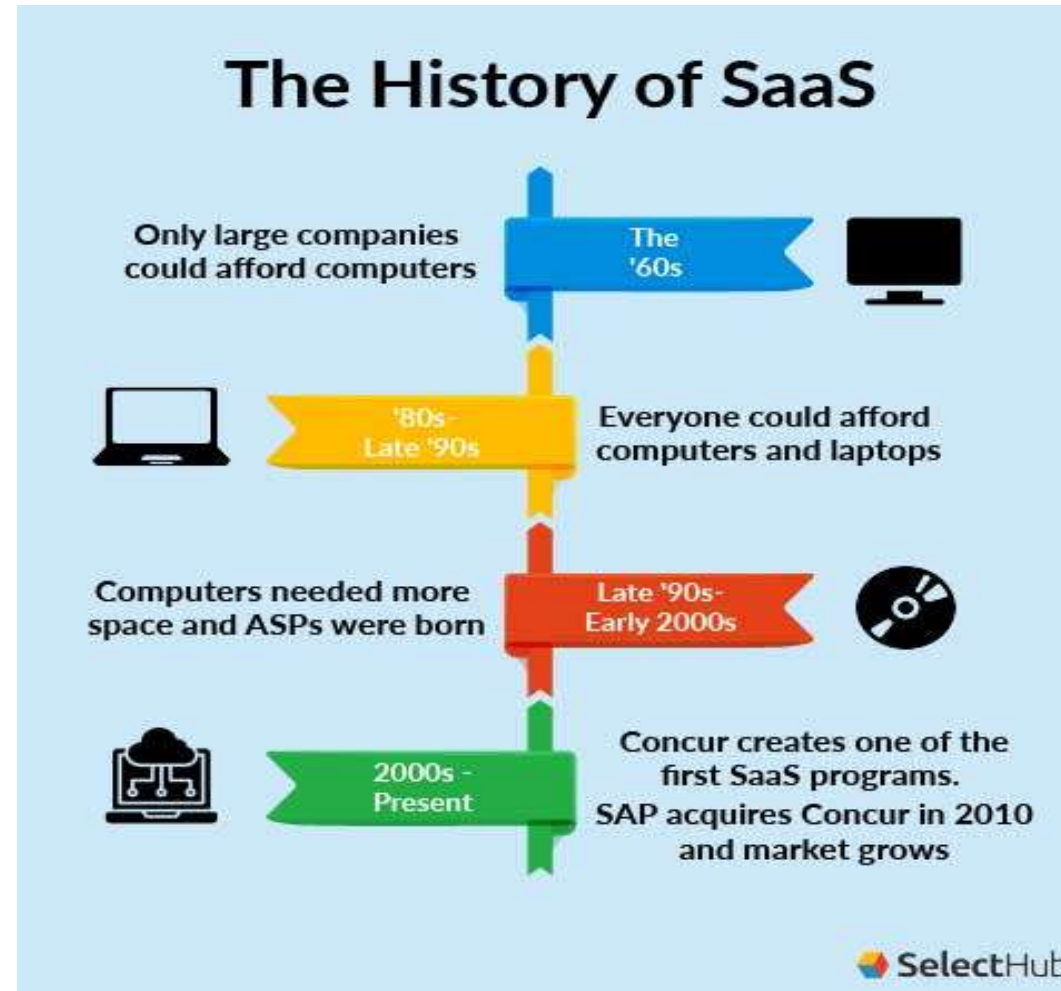 The History of SaaS
Only large companies
could afford computers
The
'60s
'80s-
Late '90s
Everyone could afford
computers and laptops
Computers needed more
space and ASPs were born
Late '90s-
Early 2000s
2000s -
Present
Concur creates one of the
first SaaS programs.
SAP acquires Concur in 2010
and market grows
SelectHub